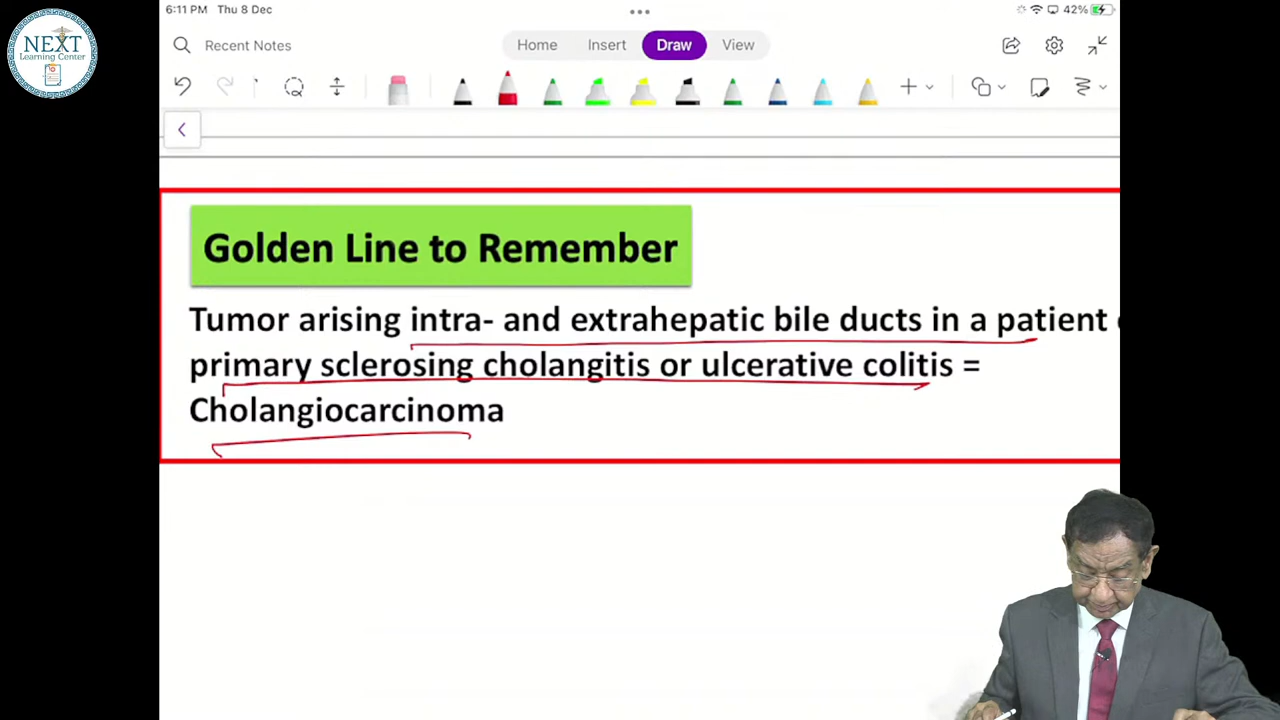 6:11 PM Thu 8 Dec
42%
NEXT
Learning Center
Recent Notes
Home Insert Draw View
Golden Line to Remember
Tumor arising intra- and extrahepatic bile ducts in a patient
primary sclerosing cholangitis or ulcerative colitis =
Cholangiocarcinoma